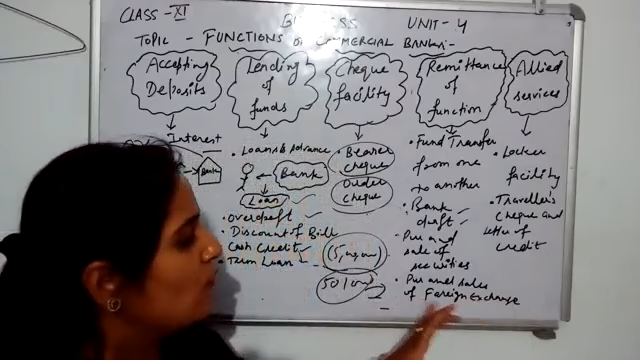 CLASS - XI
UNIT - 4
TOPIC - FUNCTIONS OF COMMERCIAL BANKS:-
Accepting
Deposits
Interest
Bank
Lending
of
funds
• Loans & Advance
Bank
Loan
• Overdraft
• Discount of Bill
• Cash Credit
• Term Loan
Cheque
facility
• Bearer
cheque
Order
cheque
Remittance
of
function
• Fund Transfer
from one
to another
• Bank
draft
- Pur and
sale of
securities
• Pur and sales
of Foreign Exchange
Allied
services
• Locker
facility
• Traveller's
cheque and
letter of
credit